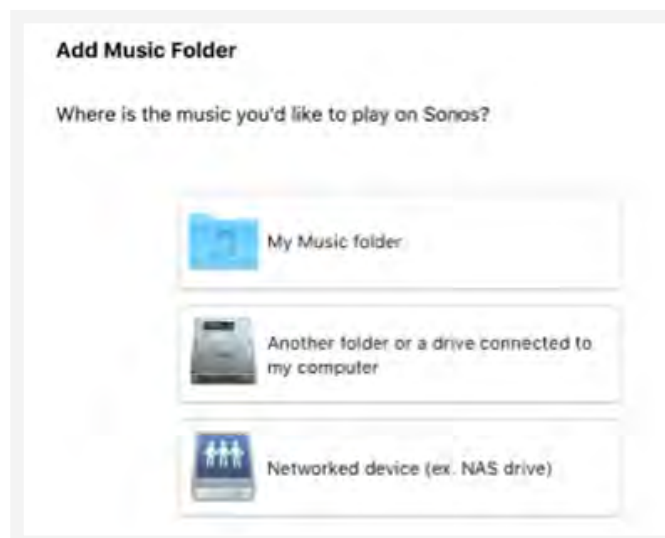 Add Music Folder
Where is the music you'd like to play on Sonos?
My Music folder
Another folder or a drive connected to
my computer
Networked device (ex. NAS drive)